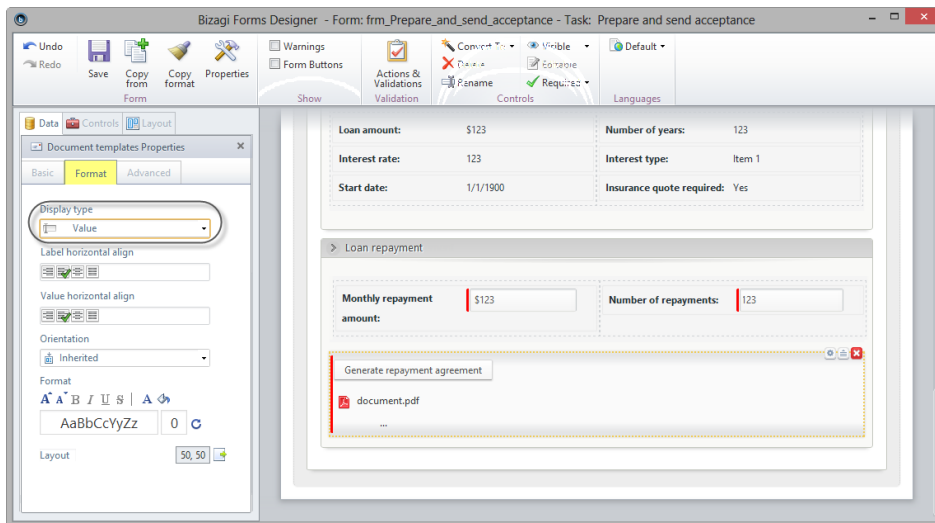 Bizagi Forms Designer - Form: frm_Prepare_and_send_acceptance - Task: Prepare and send acceptance
Undo
Redo
Save
Copy from
Copy format
Properties
Form
Warnings
Form Buttons
Show
Actions & Validations
Validation
Convert To
Delete
Rename
Visible
Editable
Required
Controls
Default
Languages
Data Controls Layout
Document templates Properties
Basic Format Advanced
Display type
Value
Label horizontal align
Value horizontal align
Orientation
Inherited
Format
A A B I U S A
AaBbCcYyZz 0
Layout 50, 50
Loan amount: $123 Number of years: 123
Interest rate: 123 Interest type: Item 1
Start date: 1/1/1900 Insurance quote required: Yes
Loan repayment
Monthly repayment amount: $123 Number of repayments: 123
Generate repayment agreement
document.pdf
...